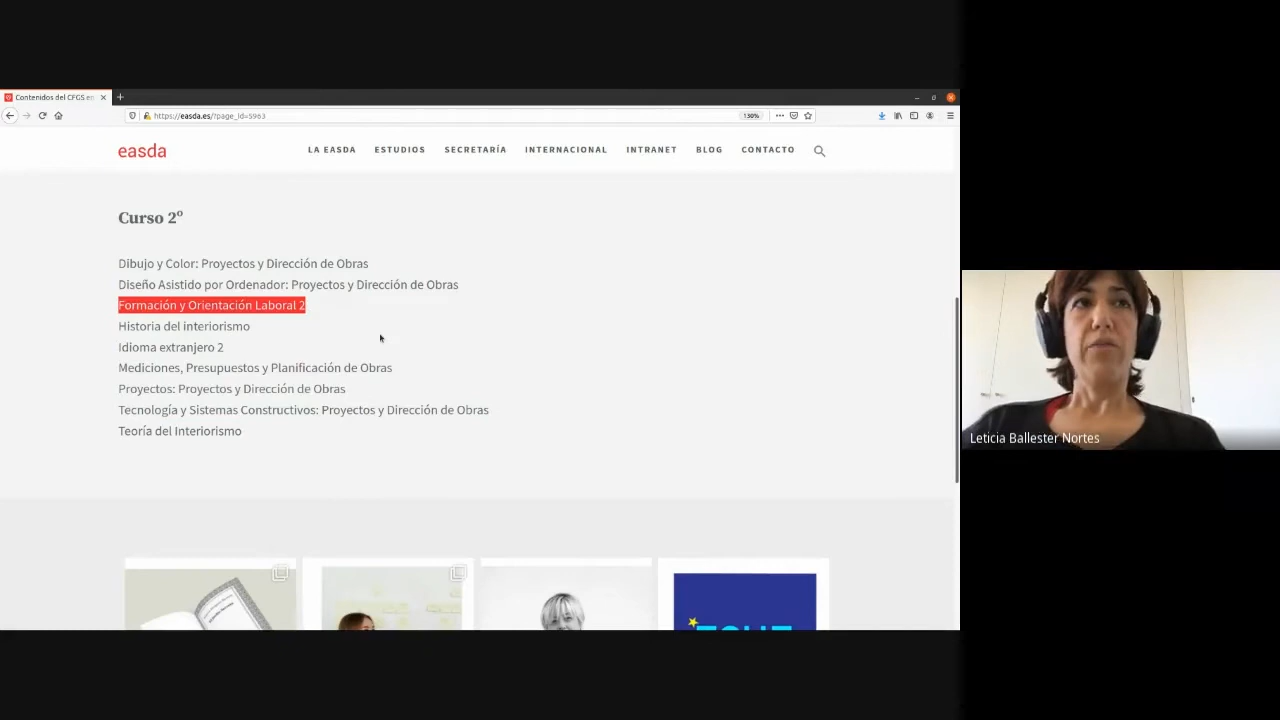 Contenidos del CFGS en
https://easda.es/?page_id=5963
130%
easda
LA EASDA ESTUDIOS SECRETARÍA INTERNACIONAL INTRANET BLOG CONTACTO
Curso 2º
Dibujo y Color: Proyectos y Dirección de Obras
Diseño Asistido por Ordenador: Proyectos y Dirección de Obras
Formación y Orientación Laboral 2
Historia del interiorismo
Idioma extranjero 2
Mediciones, Presupuestos y Planificación de Obras
Proyectos: Proyectos y Dirección de Obras
Tecnología y Sistemas Constructivos: Proyectos y Dirección de Obras
Teoría del Interiorismo
Leticia Ballester Nortes